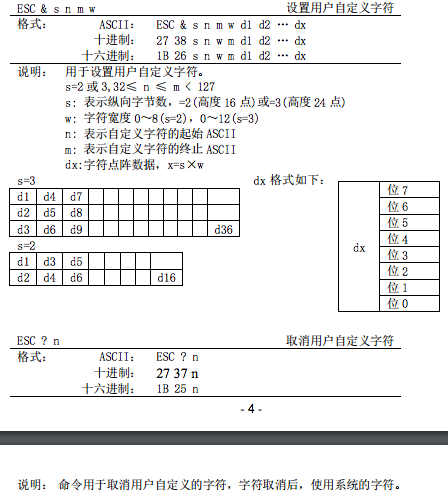 ESC & s n m w 设置用户自定义字符
格式: ASCII: ESC & s n m w d1 d2 … dx
十进制: 27 38 s n w m d1 d2 … dx
十六进制: 1B 26 s n w m d1 d2 … dx
说明: 用于设置用户自定义字符。
s=2 或 3,32≤ n ≤ m < 127
s: 表示纵向字节数,=2(高度 16 点)或=3(高度 24 点)
w: 字符宽度 0~8(s=2), 0~12(s=3)
n: 表示自定义字符的起始 ASCII
m: 表示自定义字符的终止 ASCII
dx:字符点阵数据, x=s×w
s=3
d1 d4 d7
d2 d5 d8
d3 d6 d9 d36
s=2
d1 d3 d5
d2 d4 d6 d16
dx 格式如下:
dx
位 7
位 6
位 5
位 4
位 3
位 2
位 1
位 0
ESC ? n 取消用户自定义字符
格式: ASCII: ESC ? n
十进制: 27 37 n
十六进制: 1B 25 n
- 4 -
说明: 命令用于取消用户自定义的字符, 字符取消后, 使用系统的字符。